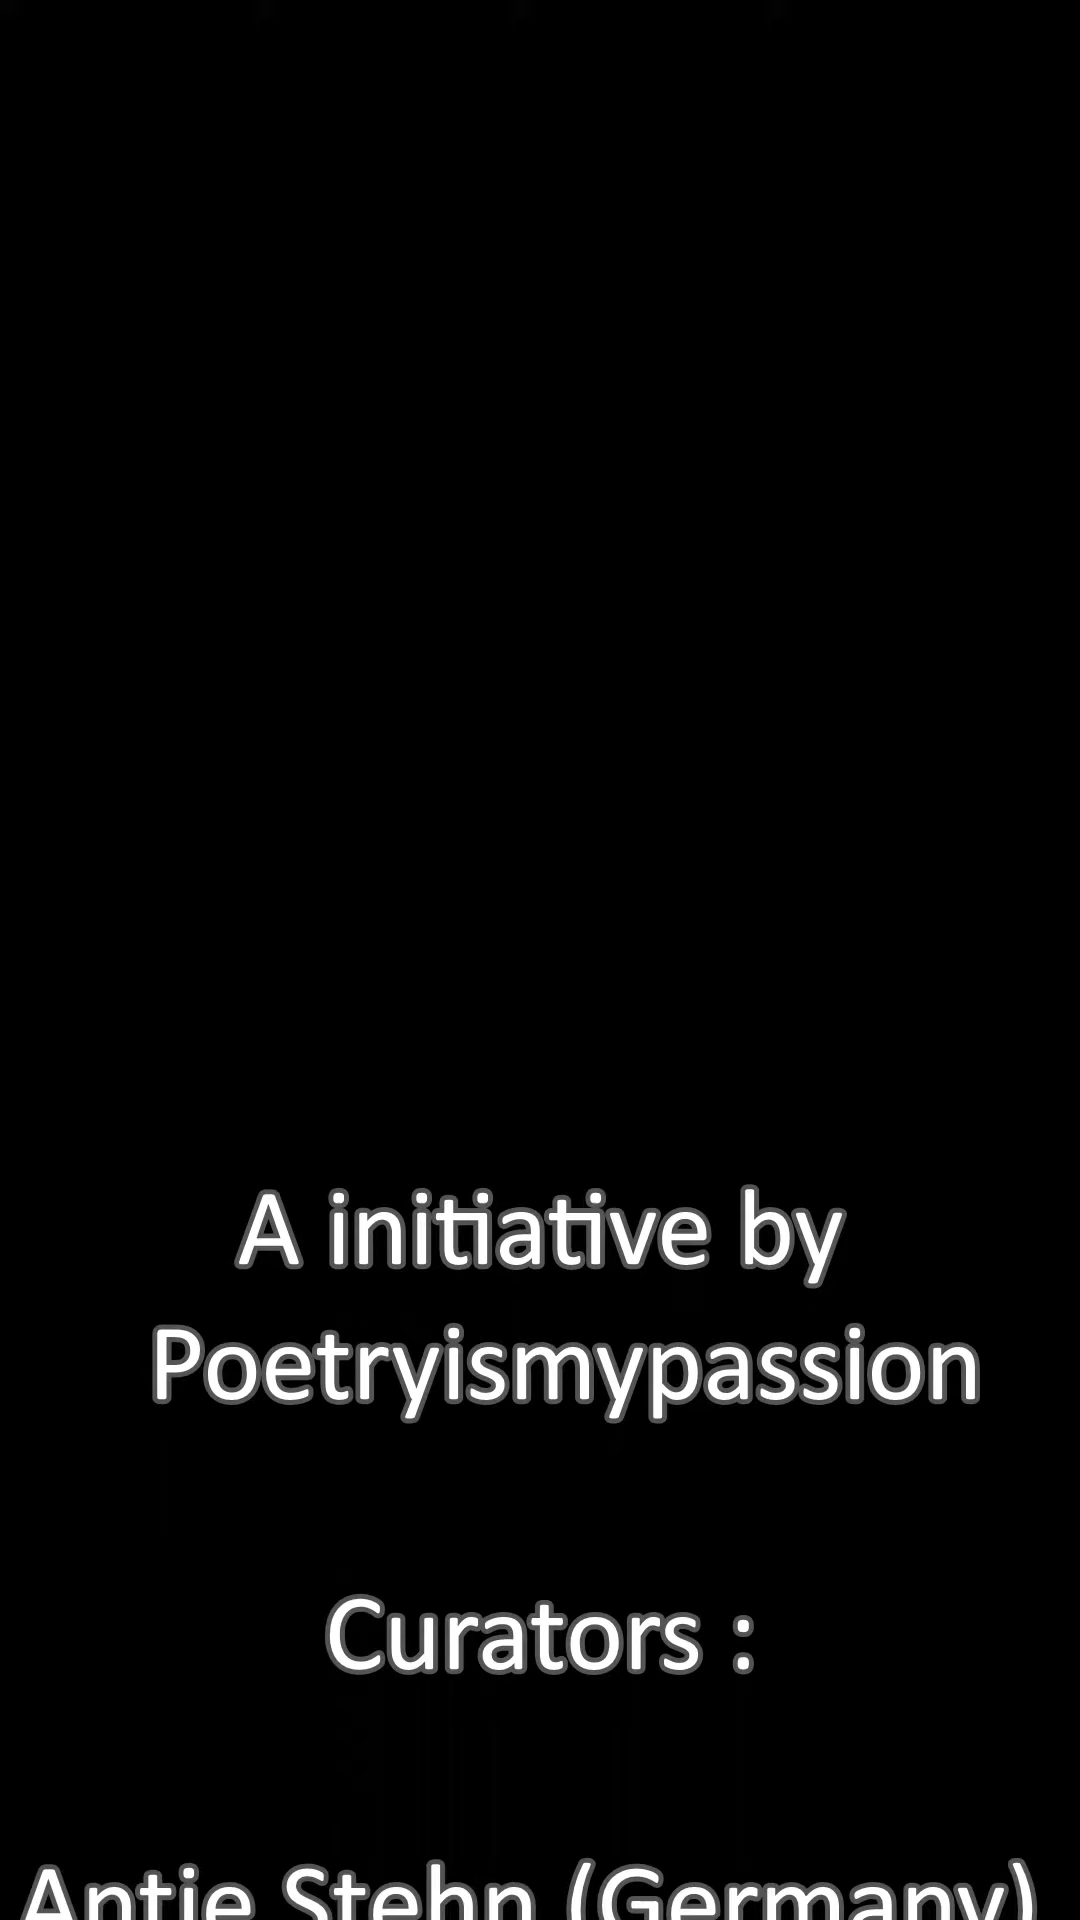 A initiative by
Poetryismypassion
Curators :
Antje Stehn (Germany)